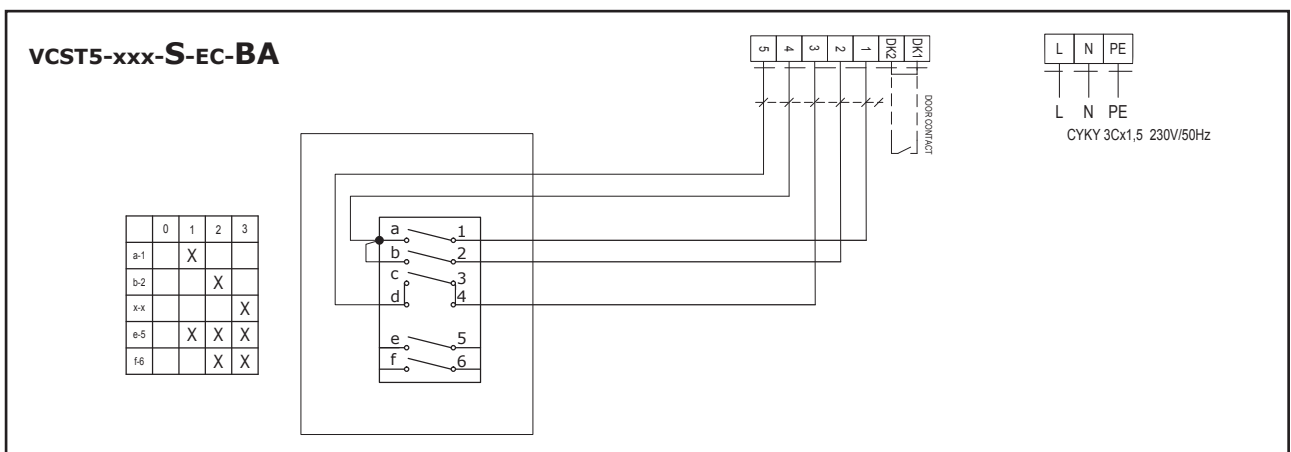 VCST5-xxx-S-EC-BA
5 4 3 2 1 DK2 DK1
DOOR CONTACT
L N PE
L N PE
CYKY 3Cx1,5 230V/50Hz
0 1 2 3
a-1 X
b-2 X
x-x X
e-5 X X X
f-6 X X
a 1
b 2
c 3
d 4
e 5
f 6